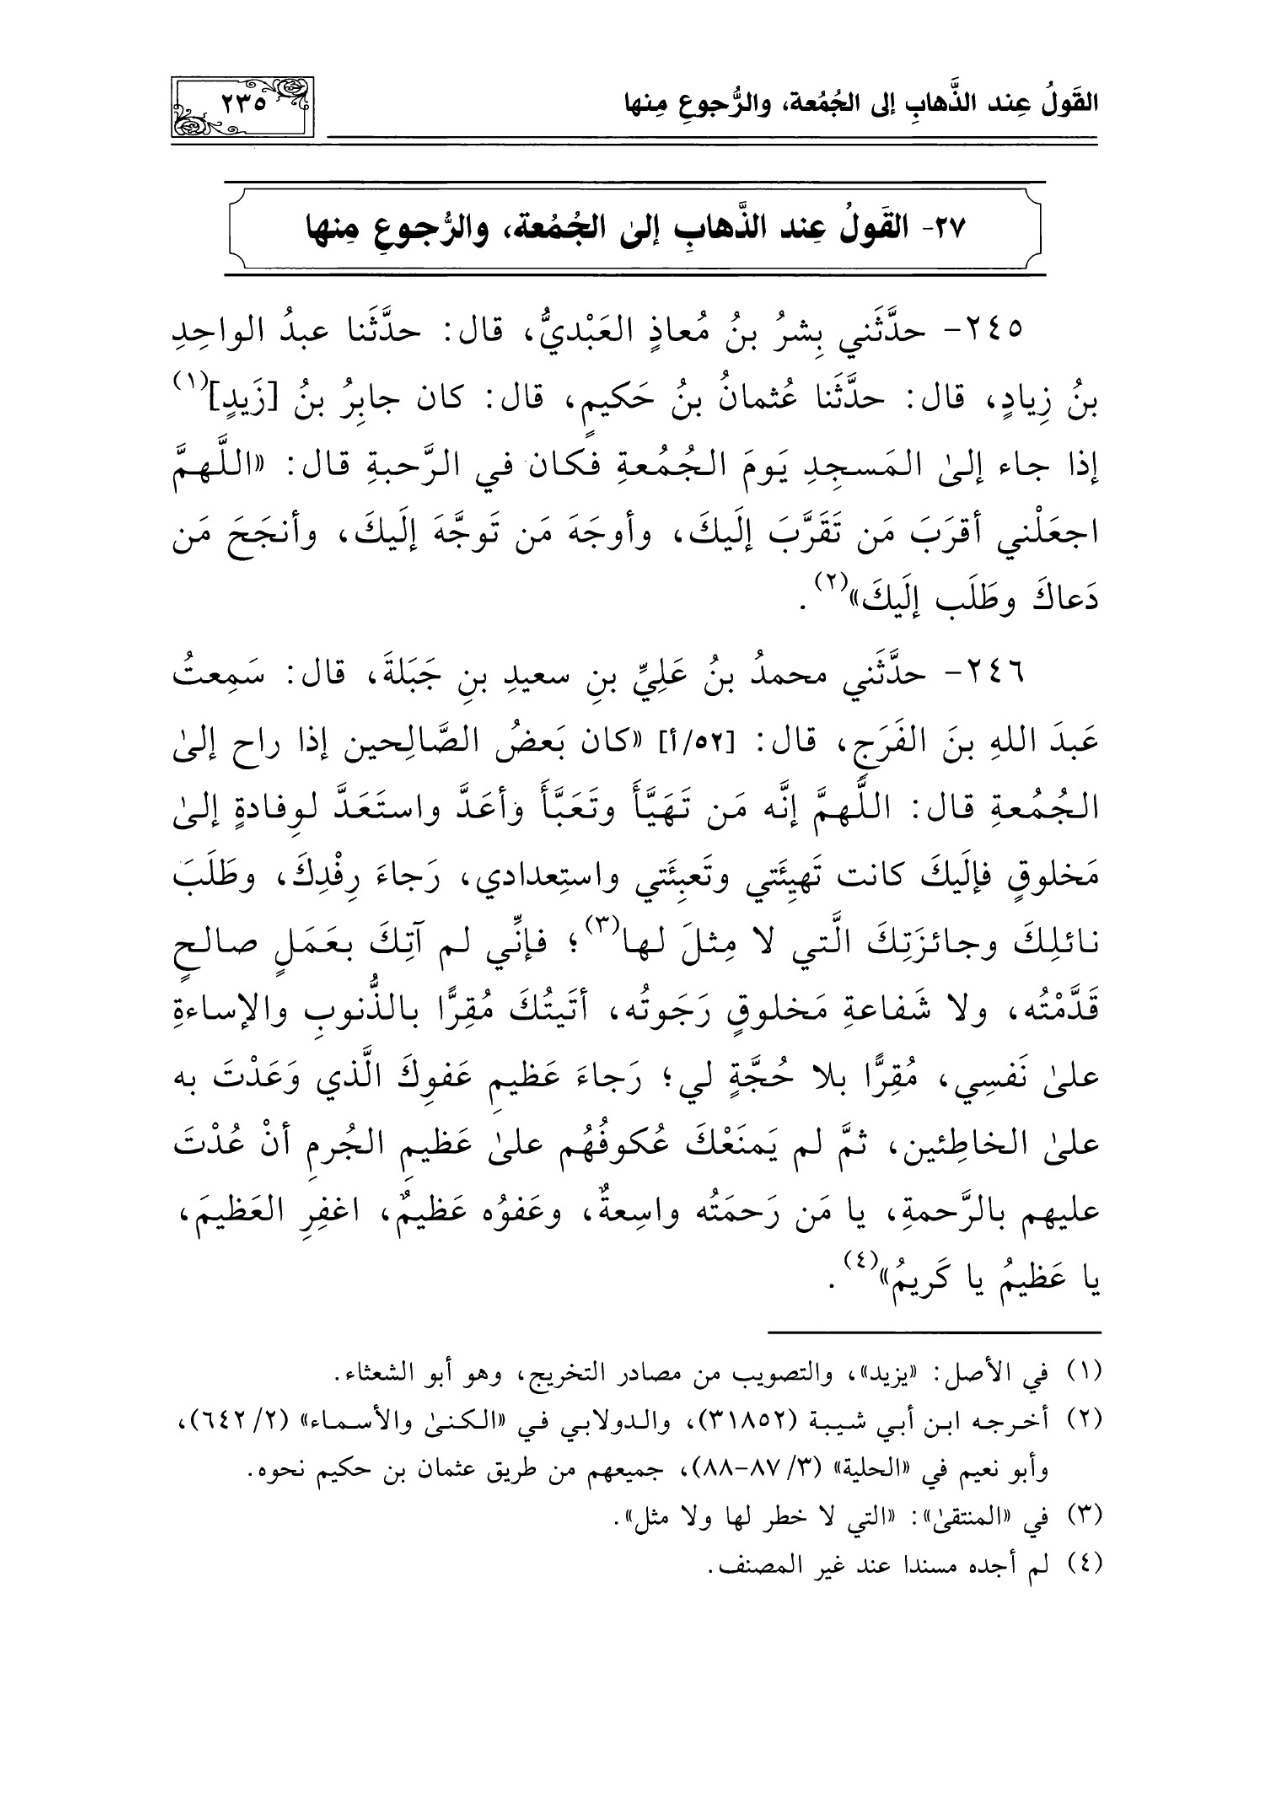 القَولُ عِند الذَّهابِ إلى الجُمُعة، والرُّجوعِ مِنها
٢٣٥
٢٧- القَولُ عِند الذَّهابِ إلىٰ الجُمُعة، والرُّجوعِ مِنها
٢٤٥- حدَّثَني بِشرُ بنُ مُعاذٍ العَبْديُّ، قال: حدَّثَنا عبدُ الواحِدِ
بنُ زِيادٍ، قال: حدَّثَنا عُثمانُ بنُ حَكيمٍ، قال: كان جابِرُ بنُ [زَيدٍ](١)
إذا جاء إلىٰ المَسجِدِ يَومَ الجُمُعةِ فكان في الرَّحبةِ قال: «اللَّهمَّ
اجعَلْني أقرَبَ مَن تَقَرَّبَ إلَيكَ، وأوجَهَ مَن تَوجَّهَ إلَيكَ، وأنجَحَ مَن
دَعاكَ وطَلَب إلَيكَ»(٢).
٢٤٦- حدَّثَني محمدُ بنُ عَلِيِّ بنِ سعيدِ بنِ جَبَلةَ، قال: سَمِعتُ
عَبدَ اللهِ بنَ الفَرَجِ، قال: [٥٢/أ] «كان بَعضُ الصَّالِحين إذا راح إلىٰ
الجُمُعةِ قال: اللَّهمَّ إنَّه مَن تَهَيَّأَ وتَعَبَّأَ وأعَدَّ واستَعَدَّ لوِفادةٍ إلىٰ
مَخلوقٍ فإلَيكَ كانت تَهيِئَتي وتَعبِئَتي واستِعدادي، رَجاءَ رِفْدِكَ، وطَلَبَ
نائلِكَ وجائزَتِكَ الَّتي لا مِثلَ لها(٣)؛ فإنِّي لم آتِكَ بعَمَلٍ صالحٍ
قَدَّمْتُه، ولا شَفاعةِ مَخلوقٍ رَجَوتُه، أتَيتُكَ مُقِرًّا بالذُّنوبِ والإساءةِ
علىٰ نَفسِي، مُقِرًّا بلا حُجَّةٍ لي؛ رَجاءَ عَظيمِ عَفوِكَ الَّذي وَعَدْتَ به
علىٰ الخاطِئين، ثمَّ لم يَمنَعْكَ عُكوفُهُم علىٰ عَظيمِ الجُرمِ أنْ عُدْتَ
عليهم بالرَّحمةِ، يا مَن رَحمَتُه واسِعةٌ، وعَفوُه عَظيمٌ، اغفِرِ العَظيمَ،
يا عَظيمُ يا كَريمُ»(٤).
(١) في الأصل: «يزيد»، والتصويب من مصادر التخريج، وهو أبو الشعثاء.
(٢) أخرجه ابن أبي شيبة (٣١٨٥٢)، والدولابي في «الكنىٰ والأسماء» (٢/ ٦٤٢)،
وأبو نعيم في «الحلية» (٣/ ٨٧-٨٨)، جميعهم من طريق عثمان بن حكيم نحوه.
(٣) في «المنتقىٰ»: «التي لا خطر لها ولا مثل».
(٤) لم أجده مسندا عند غير المصنف.